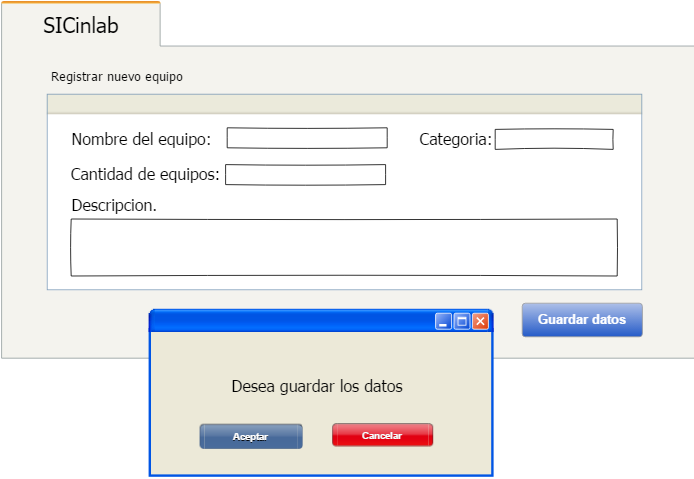 SICinlab
Registrar nuevo equipo
Nombre del equipo: Categoria:
Cantidad de equipos:
Descripcion.
Guardar datos
Desea guardar los datos
Aceptar Cancelar